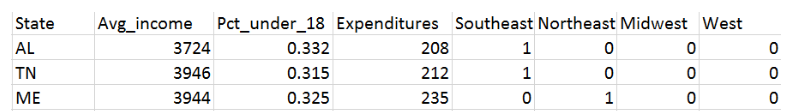 State Avg_income Pct_under_18 Expenditures Southeast Northeast Midwest West
AL 3724 0.332 208 1 0 0 0
TN 3946 0.315 212 1 0 0 0
ME 3944 0.325 235 0 1 0 0